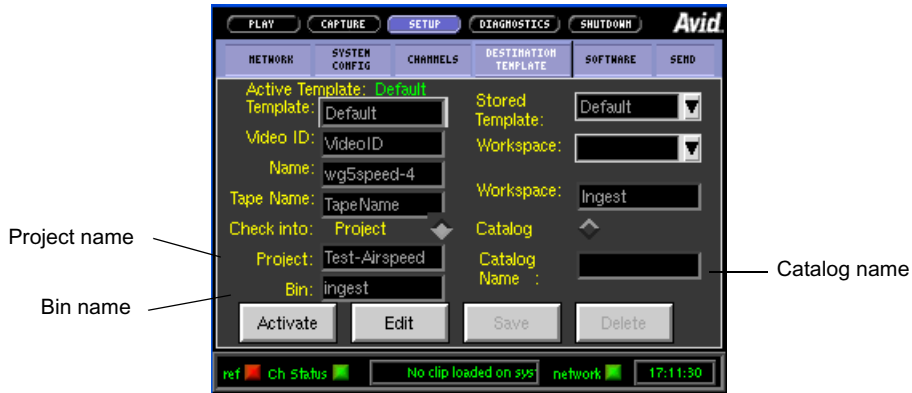 PLAY CAPTURE SETUP DIAGNOSTICS SHUTDOWN Avid
NETWORK SYSTEM CONFIG CHANNELS DESTINATION TEMPLATE SOFTWARE SEND
Active Template: Default
Template: Default
Stored Template: Default
Video ID: VideoID
Workspace:
Name: wg5speed-4
Tape Name: TapeName
Workspace: Ingest
Check into: Project
Catalog
Project: Test-Airspeed
Catalog Name :
Bin: ingest
Activate Edit Save Delete
ref Ch Status No clip loaded on syst network 17:11:30
Project name
Bin name
Catalog name